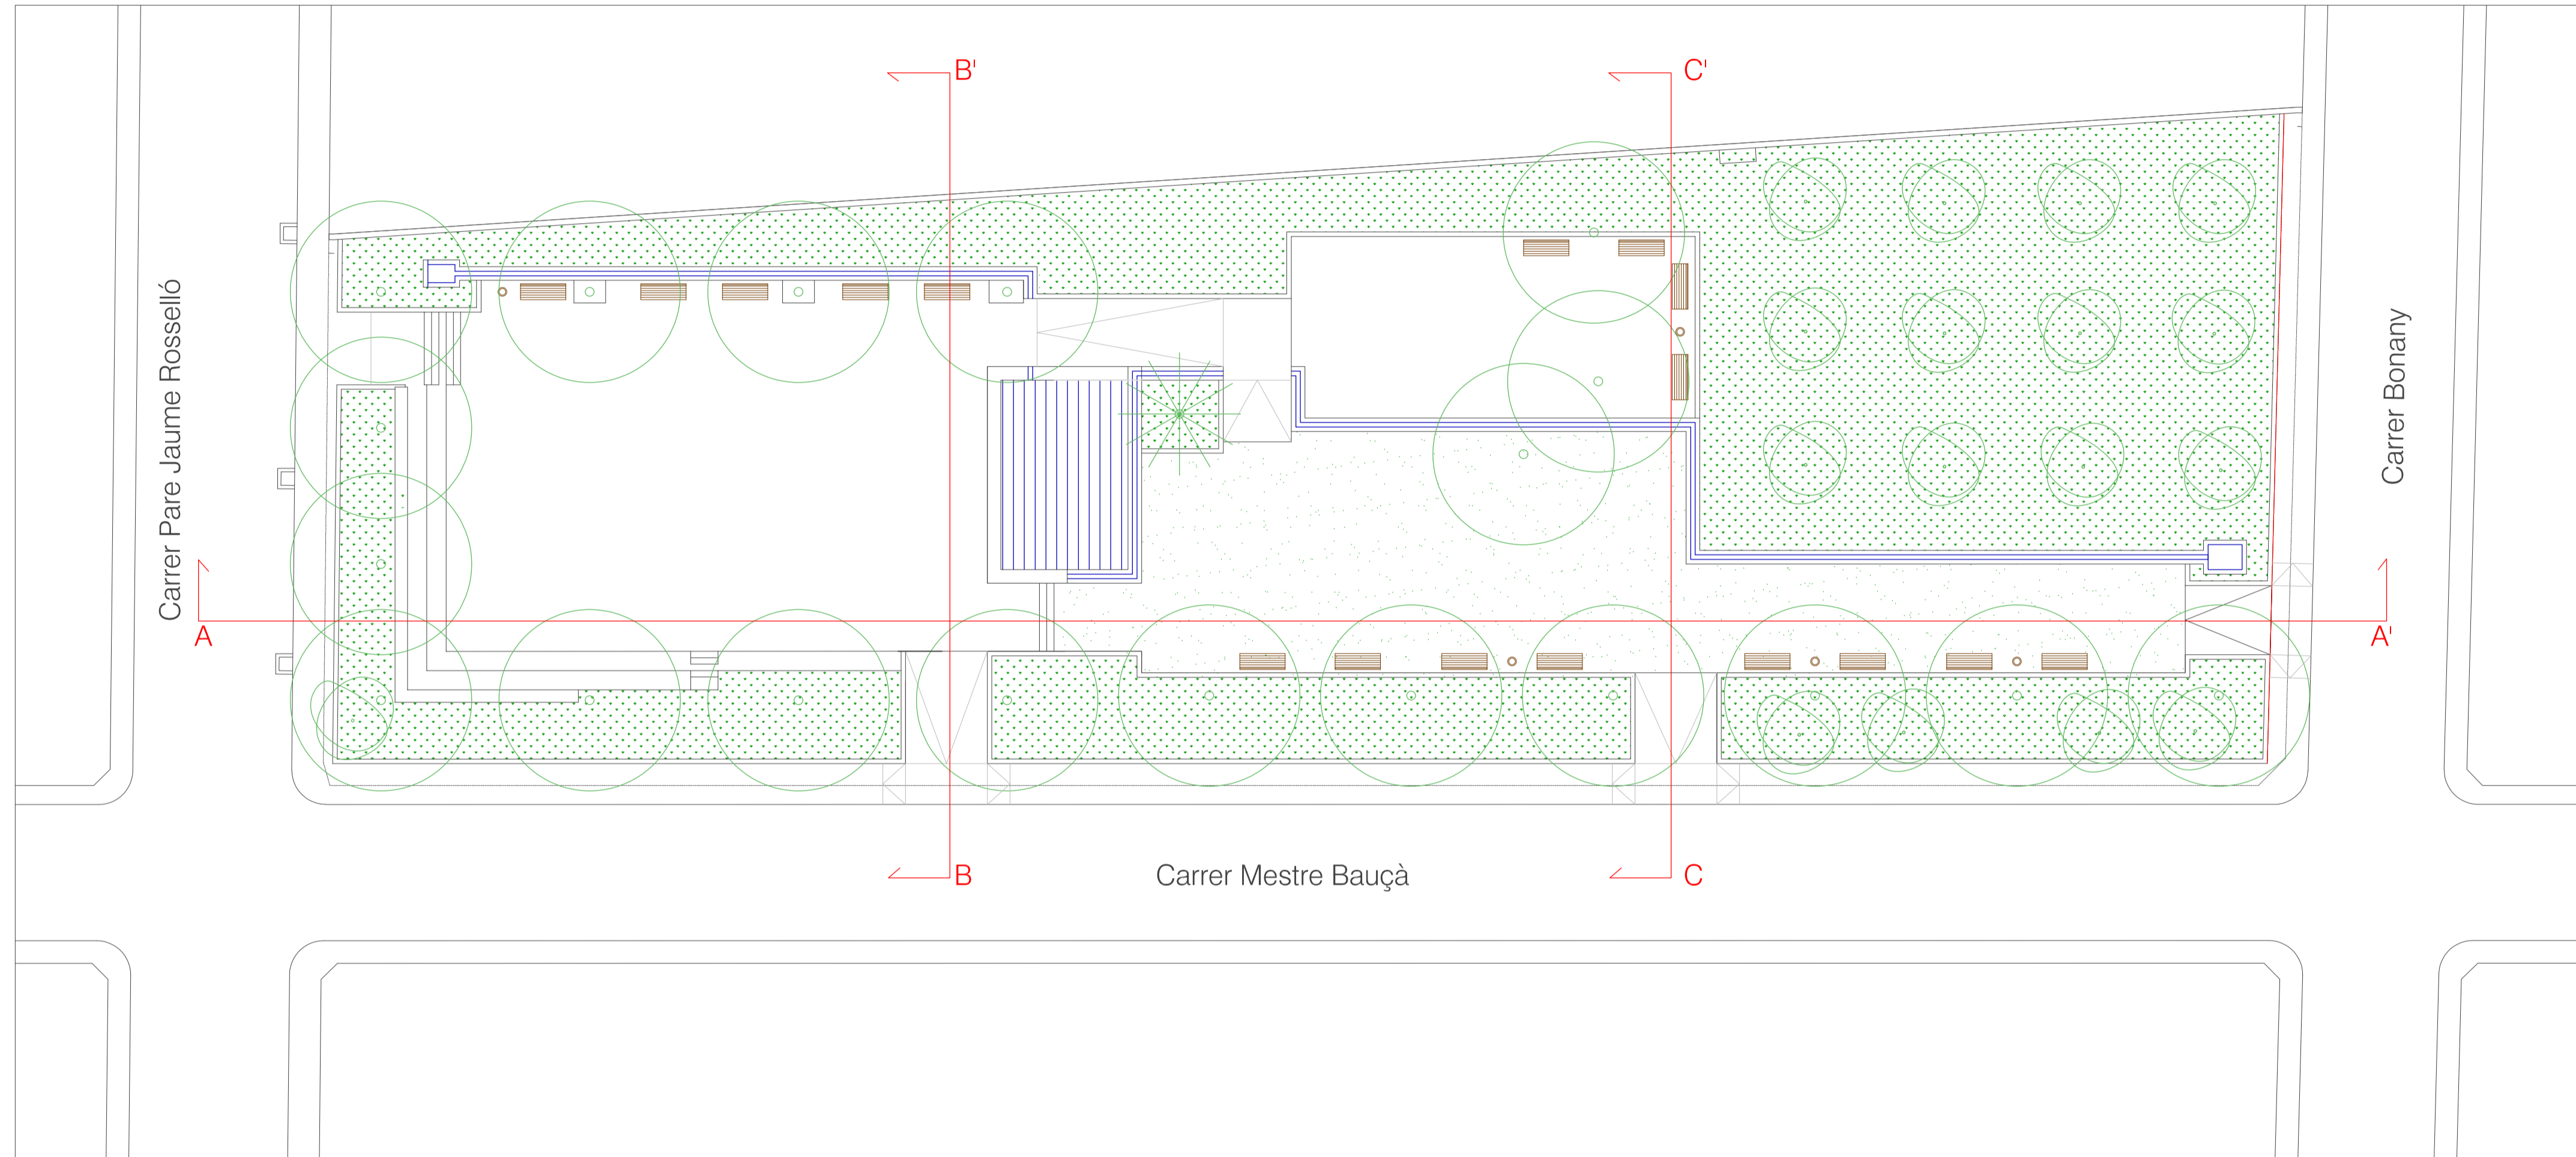 B'
C'
Carrer Pare Jaume Rosselló
Carrer Bonany
A
A'
B
Carrer Mestre Bauçà
C